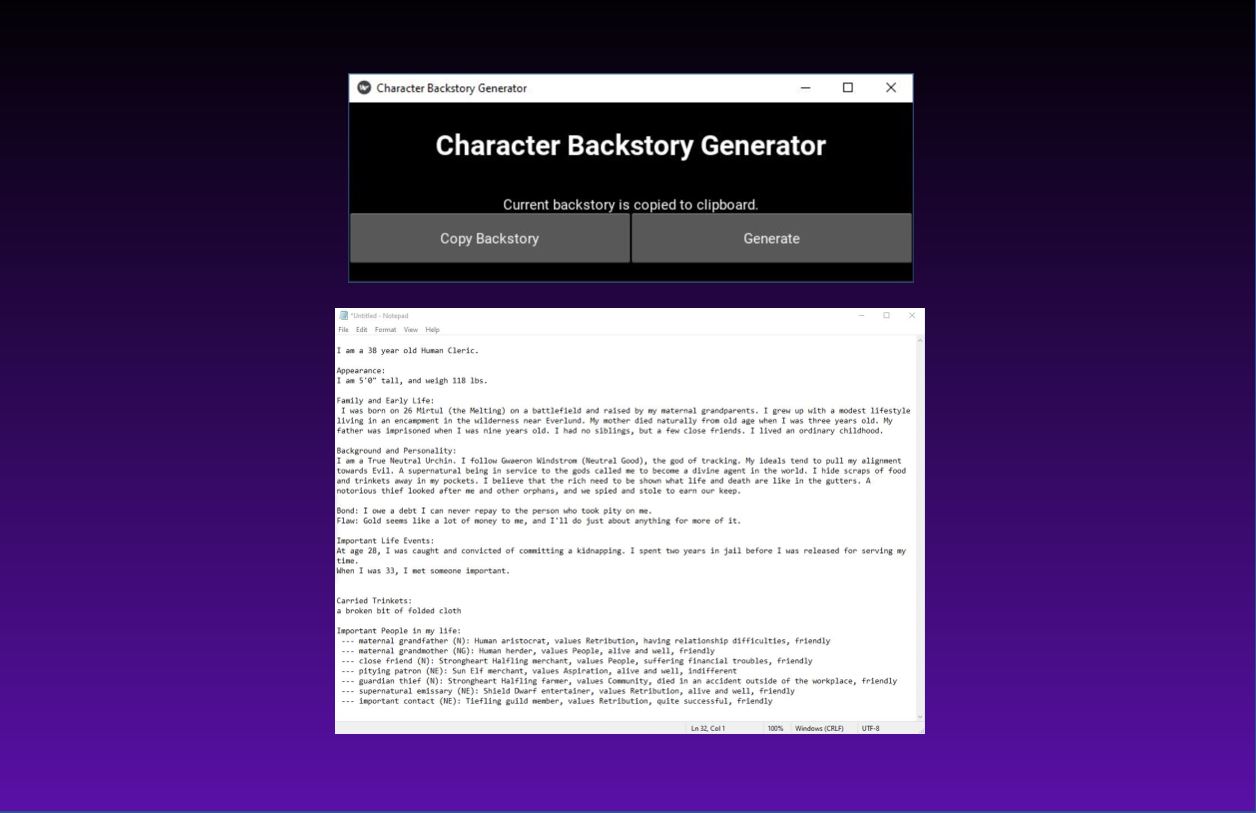 Character Backstory Generator
Character Backstory Generator
Current backstory is copied to clipboard.
Copy Backstory Generate
*Untitled - Notepad
File Edit Format View Help
I am a 38 year old Human Cleric.
Appearance:
I am 5'0" tall, and weigh 118 lbs.
Family and Early Life:
I was born on 26 Mirtul (the Melting) on a battlefield and raised by my maternal grandparents. I grew up with a modest lifestyle
living in an encampment in the wilderness near Everlund. My mother died naturally from old age when I was three years old. My
father was imprisoned when I was nine years old. I had no siblings, but a few close friends. I lived an ordinary childhood.
Background and Personality:
I am a True Neutral Urchin. I follow Gwaeron Windstrom (Neutral Good), the god of tracking. My ideals tend to pull my alignment
towards Evil. A supernatural being in service to the gods called me to become a divine agent in the world. I hide scraps of food
and trinkets away in my pockets. I believe that the rich need to be shown what life and death are like in the gutters. A
notorious thief looked after me and other orphans, and we spied and stole to earn our keep.
Bond: I owe a debt I can never repay to the person who took pity on me.
Flaw: Gold seems like a lot of money to me, and I'll do just about anything for more of it.
Important Life Events:
At age 28, I was caught and convicted of committing a kidnapping. I spent two years in jail before I was released for serving my
time.
When I was 33, I met someone important.
Carried Trinkets:
a broken bit of folded cloth
Important People in my life:
--- maternal grandfather (N): Human aristocrat, values Retribution, having relationship difficulties, friendly
--- maternal grandmother (NG): Human herder, values People, alive and well, friendly
--- close friend (N): Strongheart Halfling merchant, values People, suffering financial troubles, friendly
--- pitying patron (NE): Sun Elf merchant, values Aspiration, alive and well, indifferent
--- guardian thief (N): Strongheart Halfling farmer, values Community, died in an accident outside of the workplace, friendly
--- supernatural emissary (NE): Shield Dwarf entertainer, values Retribution, alive and well, friendly
--- important contact (NE): Tiefling guild member, values Retribution, quite successful, friendly
Ln 32, Col 1 100% Windows (CRLF) UTF-8